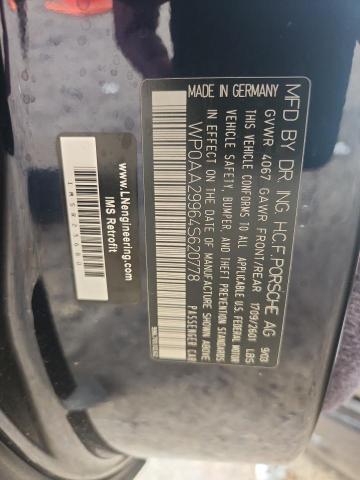 MFD BY DR. ING. H.C.F. PORSCHE AG 9/03
GVWR 4067 GAWR FRONT/REAR 1709/2601 LBS
THIS VEHICLE CONFORMS TO ALL APPLICABLE U.S. FEDERAL MOTOR
VEHICLE SAFETY, BUMPER, AND THEFT PREVENTION STANDARDS
IN EFFECT ON THE DATE OF MANUFACTURE SHOWN ABOVE.
WP0AA29964S620778 PASSENGER CAR
MADE IN GERMANY
www.LNengineering.com
IMS Retrofit